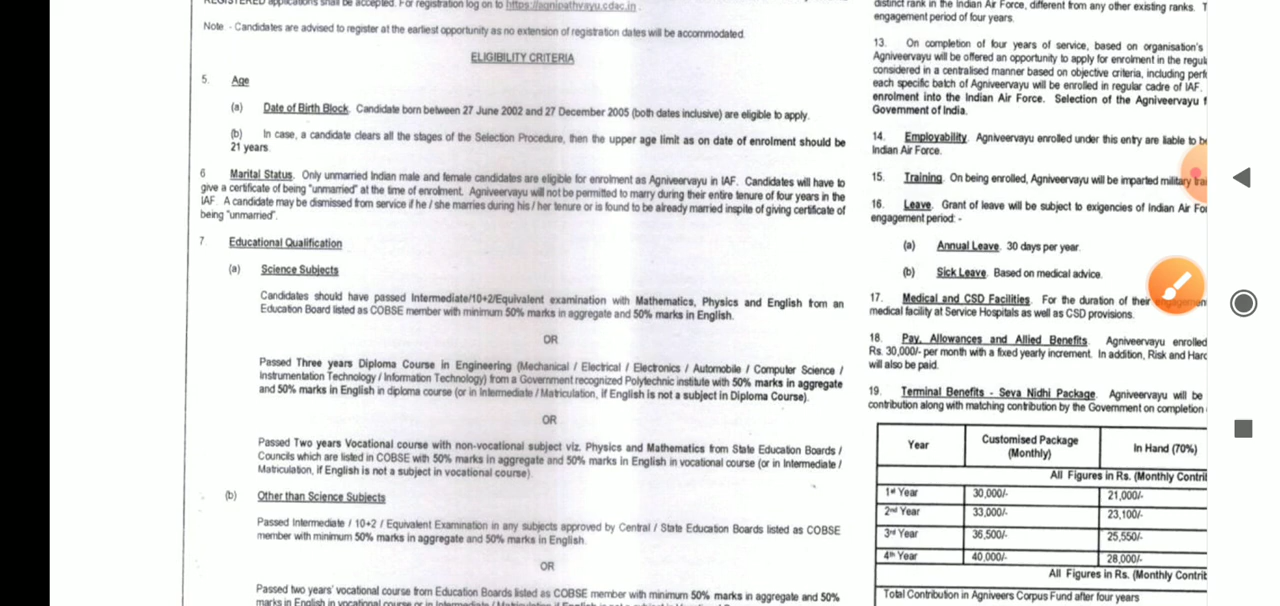 REGISTERED applications shall be accepted. For registration log on to https://agnipathvayu.cdac.in .
Note. - Candidates are advised to register at the earliest opportunity as no extension of registration dates will be accommodated.
ELIGIBILITY CRITERIA
5. Age
(a) Date of Birth Block. Candidate born between 27 June 2002 and 27 December 2005 (both dates inclusive) are eligible to apply.
(b) In case, a candidate clears all the stages of the Selection Procedure, then the upper age limit as on date of enrolment should be
21 years.
6 Marital Status. Only unmarried Indian male and female candidates are eligible for enrolment as Agniveervayu in IAF. Candidates will have to
give a certificate of being "unmarried" at the time of enrolment. Agniveervayu will not be permitted to marry during their entire tenure of four years in the
IAF. A candidate may be dismissed from service if he / she marries during his / her tenure or is found to be already married inspite of giving certificate of
being "unmarried".
7 Educational Qualification
(a) Science Subjects
Candidates should have passed Intermediate/10+2/Equivalent examination with Mathematics, Physics and English from an
Education Board listed as COBSE member with minimum 50% marks in aggregate and 50% marks in English.
OR
Passed Three years Diploma Course in Engineering (Mechanical / Electrical / Electronics / Automobile / Computer Science /
Instrumentation Technology / Information Technology) from a Government recognized Polytechnic institute with 50% marks in aggregate
and 50% marks in English in diploma course (or in Intermediate / Matriculation, if English is not a subject in Diploma Course).
OR
Passed Two years Vocational course with non-vocational subject viz. Physics and Mathematics from State Education Boards /
Councils which are listed in COBSE with 50% marks in aggregate and 50% marks in English in vocational course (or in Intermediate /
Matriculation, if English is not a subject in vocational course).
(b) Other than Science Subjects
Passed Intermediate / 10+2 / Equivalent Examination in any subjects approved by Central / State Education Boards listed as COBSE
member with minimum 50% marks in aggregate and 50% marks in English.
OR
Passed two years' vocational course from Education Boards listed as COBSE member with minimum 50% marks in aggregate and 50%
marks in English in vocational course or in Intermediate / Matriculation if English is not a
distinct rank in the Indian Air Force, different from any other existing ranks. T
engagement period of four years.
13. On completion of four years of service, based on organisation's
Agniveervayu will be offered an opportunity to apply for enrolment in the regul
considered in a centralised manner based on objective criteria, including perf
each specific batch of Agniveervayu will be enrolled in regular cadre of IAF.
enrolment into the Indian Air Force. Selection of the Agniveervayu f
Government of India.
14. Employability. Agniveervayu enrolled under this entry are liable to b
Indian Air Force.
15. Training. On being enrolled, Agniveervayu will be imparted military trai
16. Leave. Grant of leave will be subject to exigencies of Indian Air For
engagement period: -
(a) Annual Leave. 30 days per year.
(b) Sick Leave. Based on medical advice.
17. Medical and CSD Facilities. For the duration of their engagement
medical facility at Service Hospitals as well as CSD provisions.
18. Pay, Allowances and Allied Benefits. Agniveervayu enrolled
Rs. 30,000/- per month with a fixed yearly increment. In addition, Risk and Hard
will also be paid.
19. Terminal Benefits - Seva Nidhi Package. Agniveervayu will be
contribution along with matching contribution by the Government on completion
Year Customised Package (Monthly) In Hand (70%)
All Figures in Rs. (Monthly Contrib
1st Year 30,000/- 21,000/-
2nd Year 33,000/- 23,100/-
3rd Year 36,500/- 25,550/-
4th Year 40,000/- 28,000/-
All Figures in Rs. (Monthly Contrib
Total Contribution in Agniveers Corpus Fund after four years